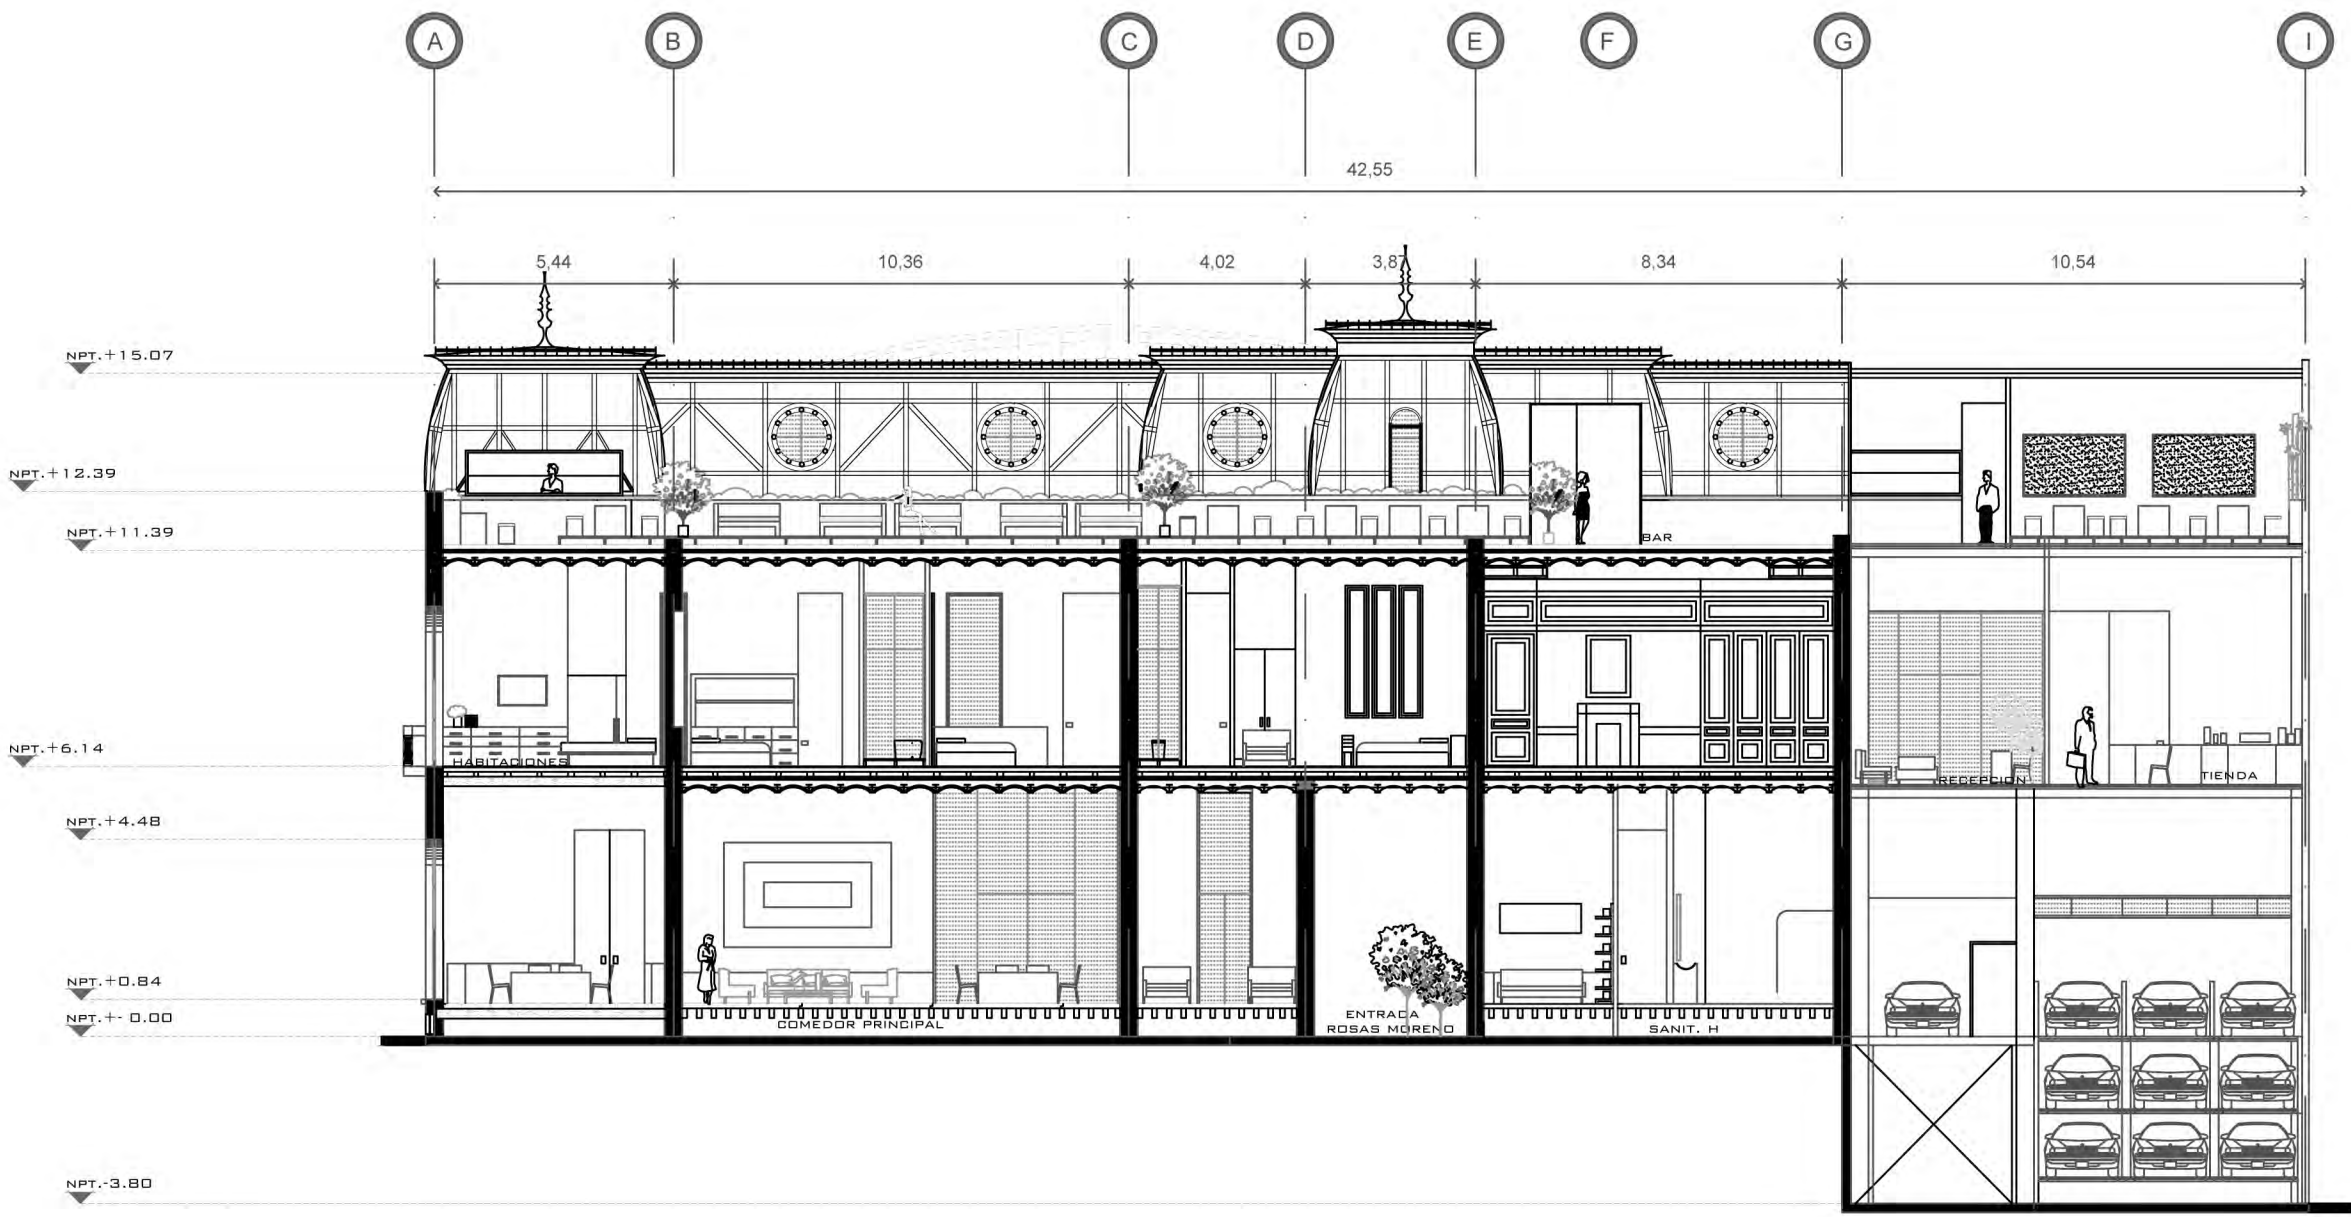 A B C D E F G I
42,55
5,44 10,36 4,02 3,87 8,34 10,54
NPT.+15.07
NPT.+12.39
NPT.+11.39
BAR
NPT.+6.14
HABITACIONES
RECEPCION
TIENDA
NPT.+4.48
NPT.+0.84
NPT.+- 0.00
COMEDOR PRINCIPAL
ENTRADA
ROSAS MORENO
SANIT. H
NPT.-3.80